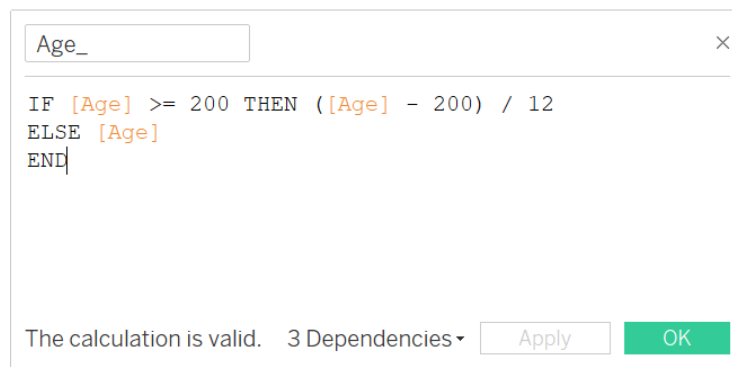 Age_
IF [Age] >= 200 THEN ([Age] - 200) / 12
ELSE [Age]
END
The calculation is valid. 3 Dependencies Apply OK